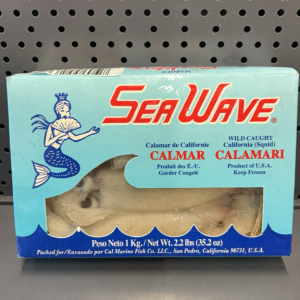 SEA WAVE®
Calamar de Californie
CALMAR
Produit des É.-U.
Garder Congelé
WILD CAUGHT
California (Squid)
CALAMARI
Product of U.S.A.
Keep Frozen
Peso Neto 1 Kg. / Net Wt. 2.2 lbs (35.2 oz)
Packed for/Envasado por Cal Marine Fish Co. LLC., San Pedro, California 90731, U.S.A.